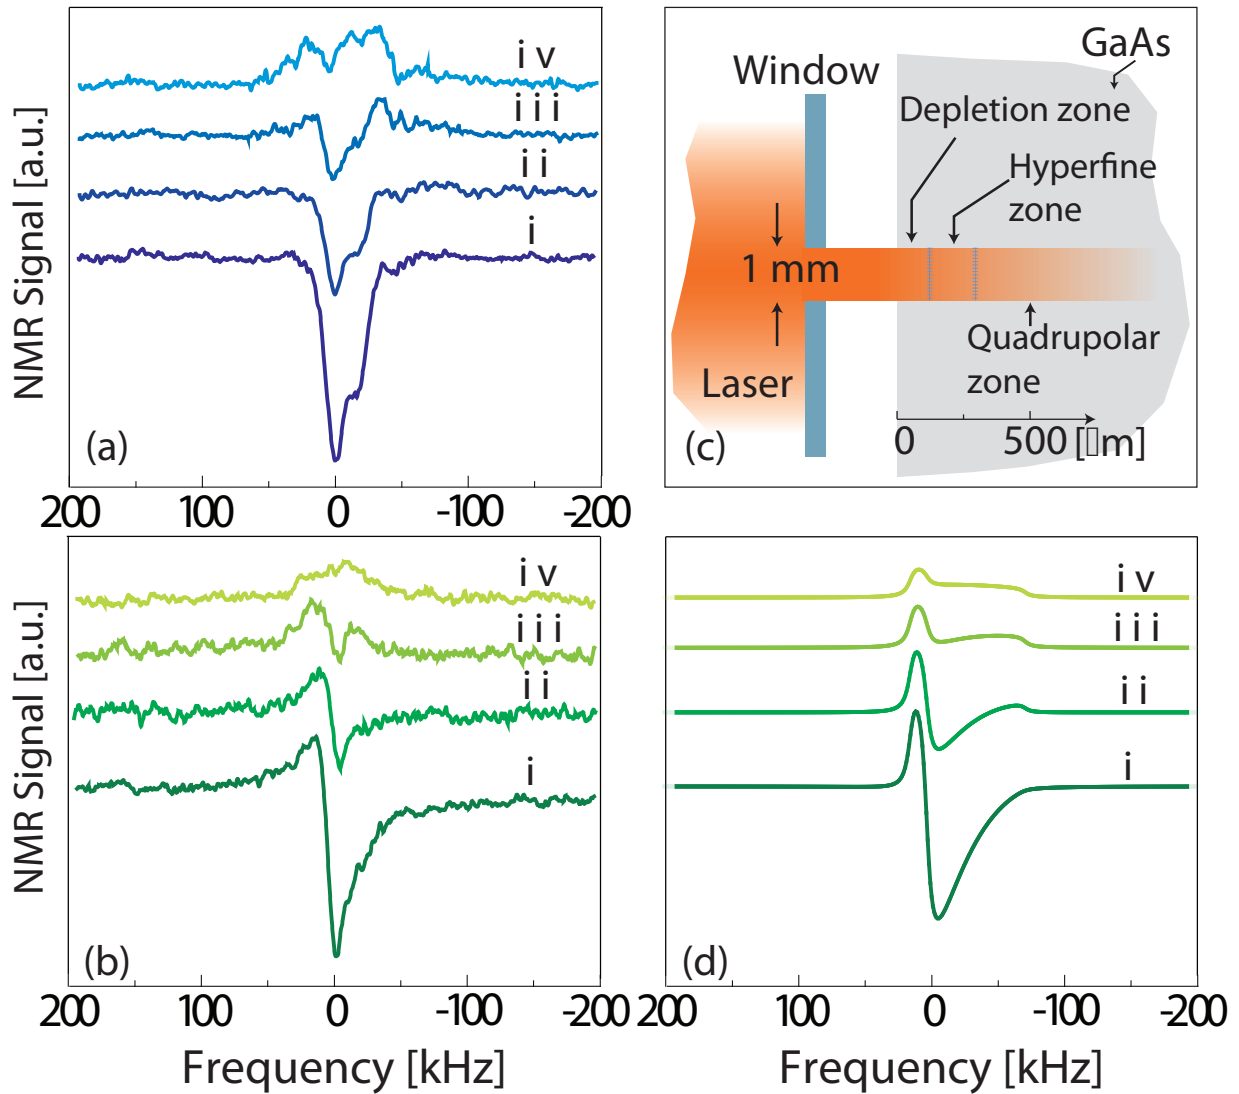 NMR Signal [a.u.]
i v
i i i
i i
i
(a)
200 100 0 -100 -200
GaAs
Window
Depletion zone
Hyperfine
zone
1 mm
Quadrupolar
zone
Laser
(c)
0 500 [▯m]
NMR Signal [a.u.]
i v
i i i
i i
i
(b)
200 100 0 -100 -200
Frequency [kHz]
i v
i i i
i i
i
(d)
200 100 0 -100 -200
Frequency [kHz]